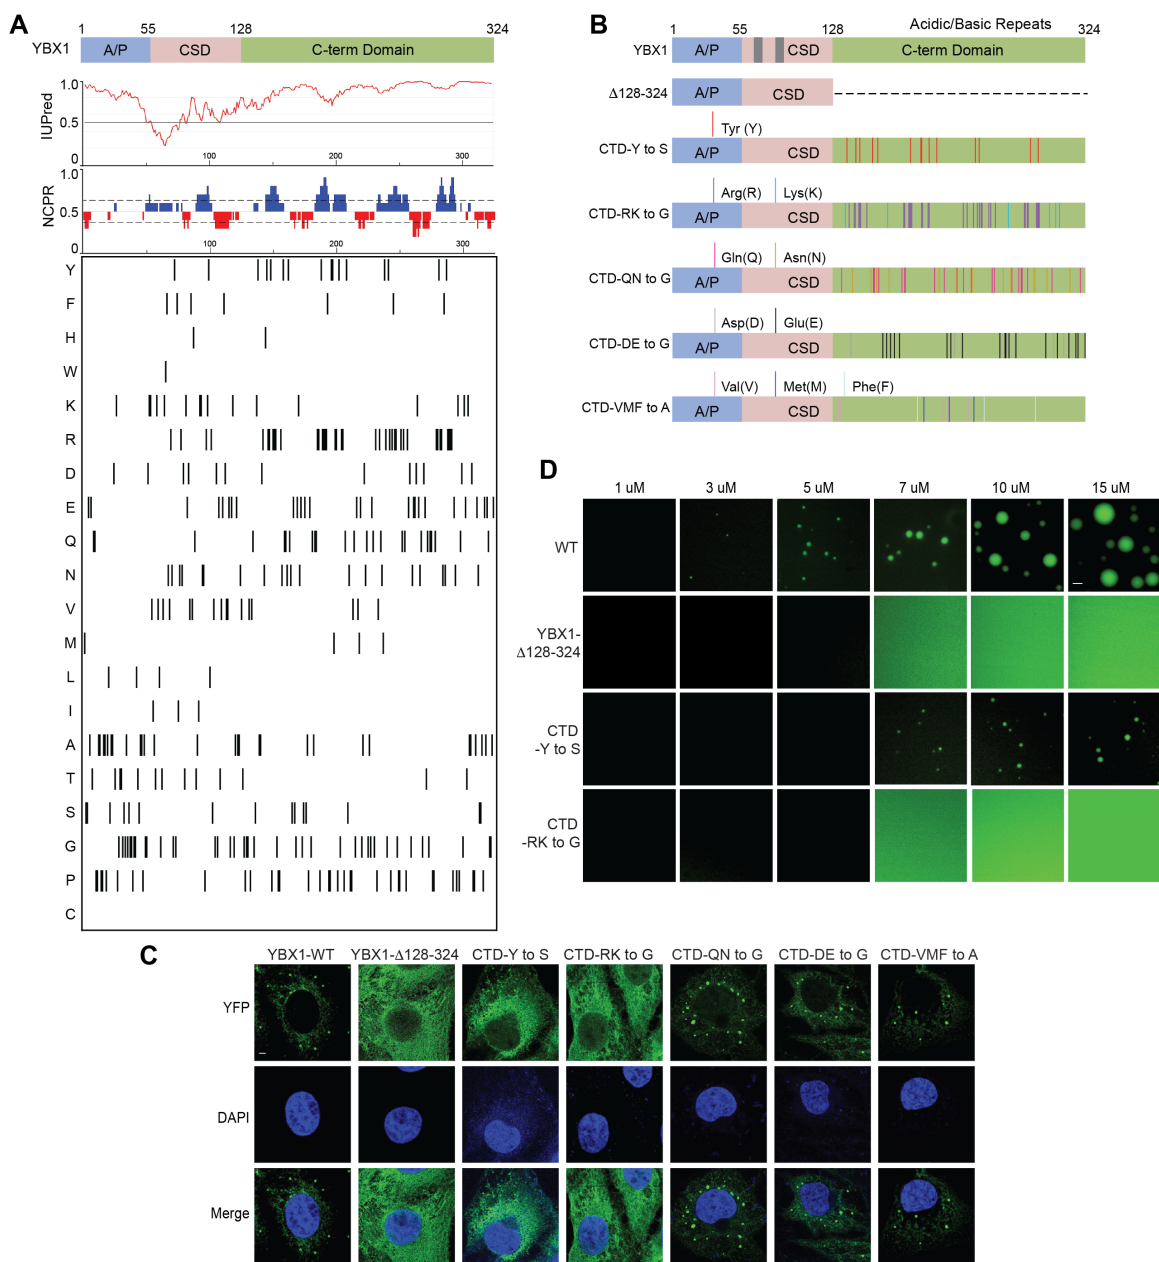 A
1 55 128 324
YBX1 A/P CSD C-term Domain
IUPred
1.0
0.5
0
100 200 300
NCPR
1.0
0.5
0
100 200 300
Y
F
H
W
K
R
D
E
Q
N
V
M
L
I
A
T
S
G
P
C
B
Acidic/Basic Repeats
1 55 128 324
YBX1 A/P CSD C-term Domain
Δ128-324 A/P CSD
Tyr (Y)
CTD-Y to S A/P CSD
Arg(R) Lys(K)
CTD-RK to G A/P CSD
Gln(Q) Asn(N)
CTD-QN to G A/P CSD
Asp(D) Glu(E)
CTD-DE to G A/P CSD
Val(V) Met(M) Phe(F)
CTD-VMF to A A/P CSD
D
1 uM 3 uM 5 uM 7 uM 10 uM 15 uM
WT
YBX1-
Δ128-324
CTD
-Y to S
CTD
-RK to G
C
YBX1-WT YBX1-Δ128-324 CTD-Y to S CTD-RK to G CTD-QN to G CTD-DE to G CTD-VMF to A
YFP
DAPI
Merge